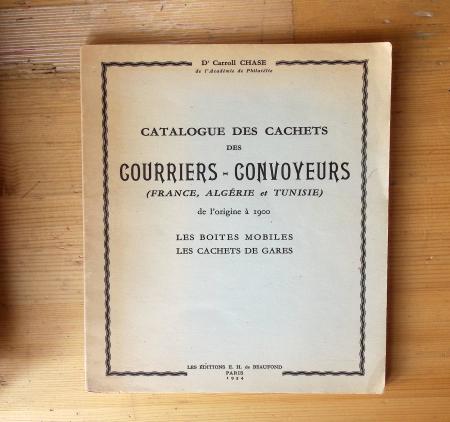 Dr Carroll CHASE
de l'Académie de Philatélie
CATALOGUE DES CACHETS
DES
COURRIERS - CONVOYEURS
(FRANCE, ALGÉRIE et TUNISIE)
de l'origine à 1900
LES BOITES MOBILES
LES CACHETS DE GARES
LES ÉDITIONS E. H. de BEAUFOND
PARIS
1954